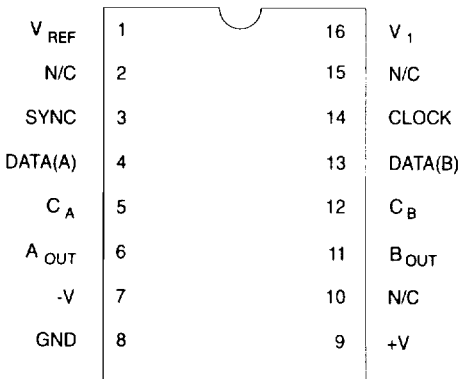 V REF 1 16 V 1
N/C 2 15 N/C
SYNC 3 14 CLOCK
DATA(A) 4 13 DATA(B)
C A 5 12 C B
A OUT 6 11 B OUT
-V 7 10 N/C
GND 8 9 +V